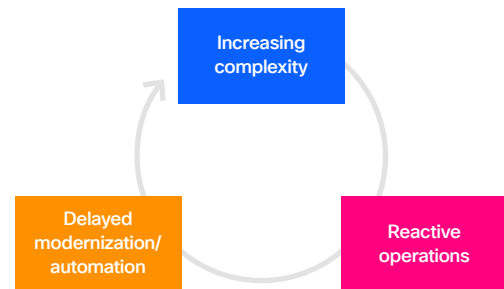 Increasing
complexity
Reactive
operations
Delayed
modernization/
automation